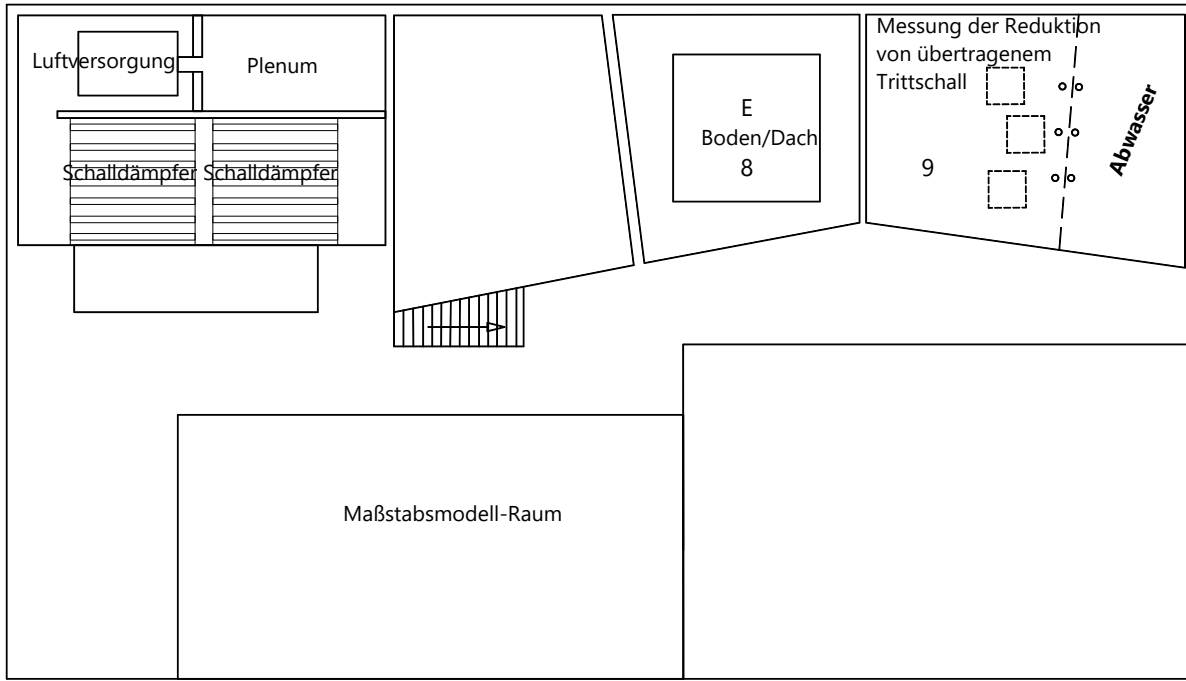 Luftversorgung
Plenum
Schalldämpfer
Schalldämpfer
E
Boden/Dach
8
Messung der Reduktion
von übertragenem
Trittschall
9
Abwasser
Maßstabsmodell-Raum